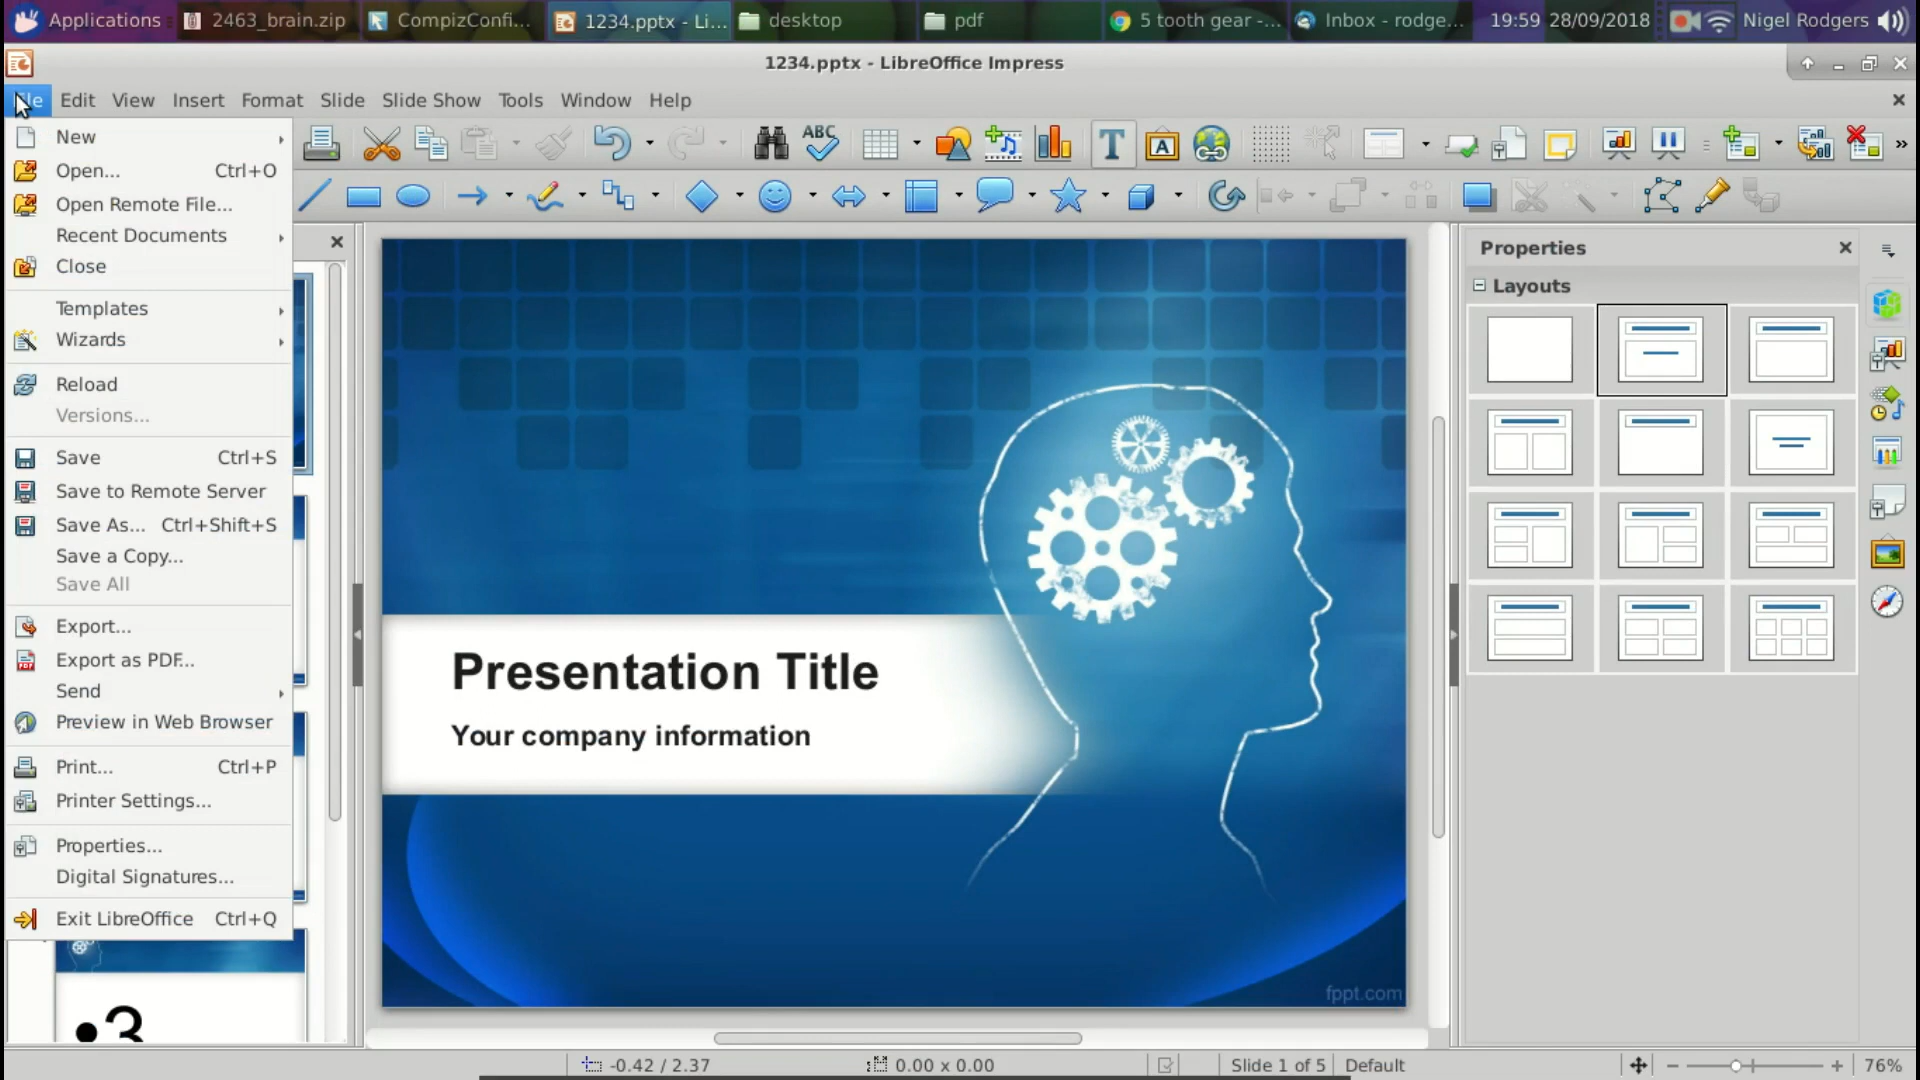 Applications
2463_brain.zip
CompizConfi...
1234.pptx - Li...
desktop
pdf
5 tooth gear -...
Inbox - rodge...
19:59 28/09/2018
Nigel Rodgers
1234.pptx - LibreOffice Impress
File Edit View Insert Format Slide Slide Show Tools Window Help
New
Open... Ctrl+O
Open Remote File...
Recent Documents
Close
Templates
Wizards
Reload
Versions...
Save Ctrl+S
Save to Remote Server
Save As... Ctrl+Shift+S
Save a Copy...
Save All
Export...
Export as PDF...
Send
Preview in Web Browser
Print... Ctrl+P
Printer Settings...
Properties...
Digital Signatures...
Exit LibreOffice Ctrl+Q
ABC
T
A
•3
Presentation Title
Your company information
fppt.com
Properties
Layouts
-0.42 / 2.37
0.00 x 0.00
Slide 1 of 5
Default
76%